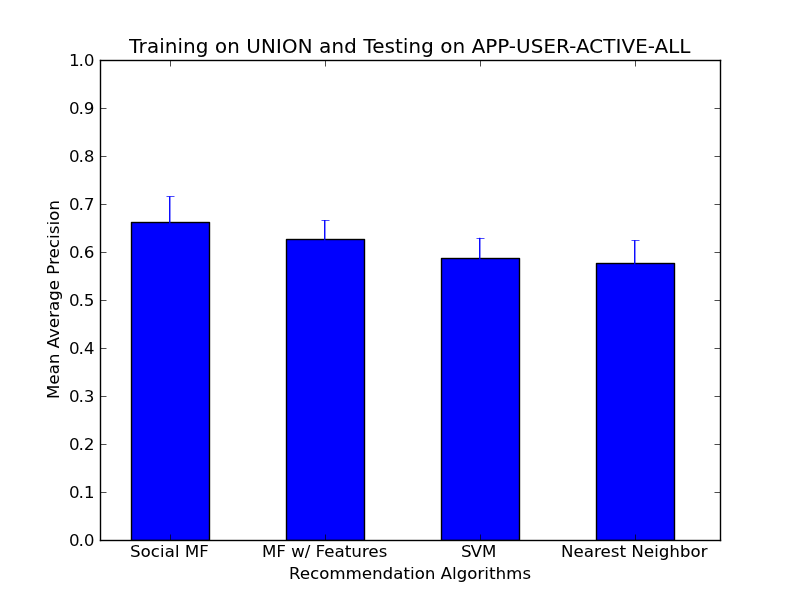 Training on UNION and Testing on APP-USER-ACTIVE-ALL
1.0
0.9
0.8
0.7
0.6
0.5
0.4
0.3
0.2
0.1
0.0
Mean Average Precision
Social MF
MF w/ Features
SVM
Nearest Neighbor
Recommendation Algorithms